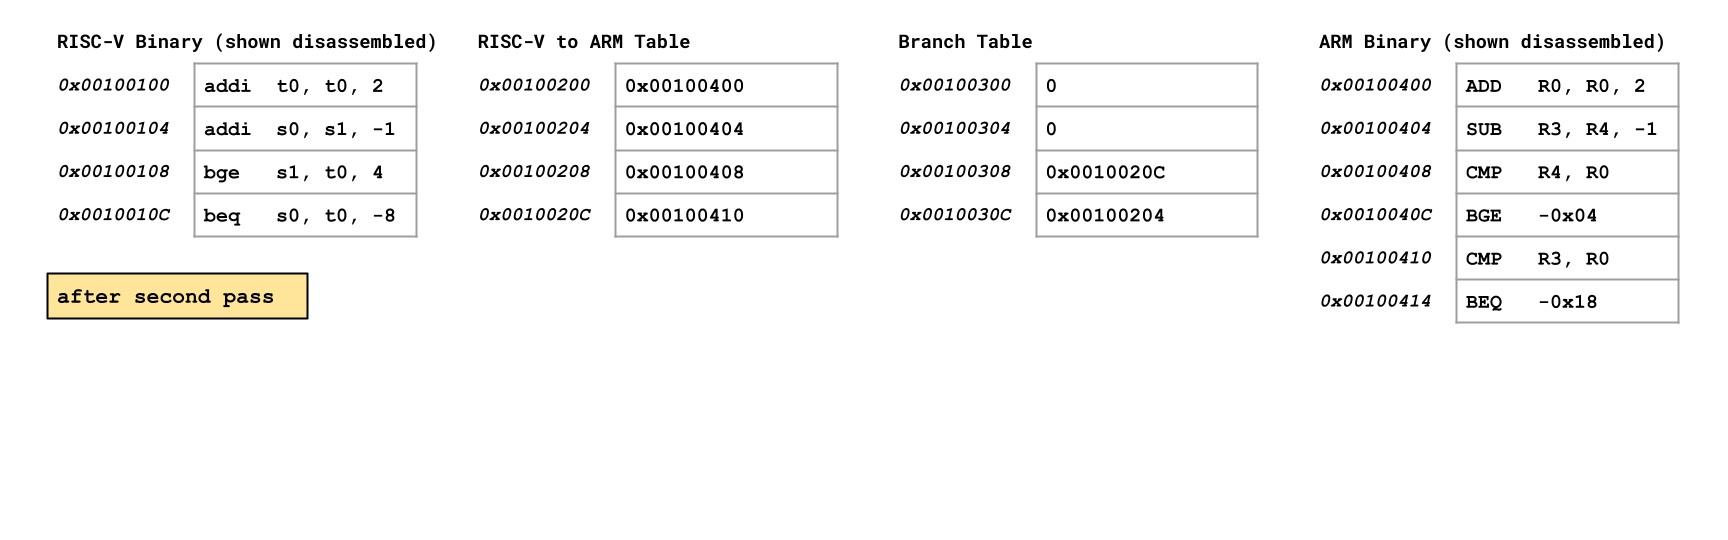 RISC-V Binary (shown disassembled) RISC-V to ARM Table Branch Table ARM Binary (shown disassembled)
0x00100100 addi t0, t0, 2 0x00100200 0x00100400 0x00100300 0 0x00100400 ADD R0, R0, 2
0x00100104 addi s0, s1, -1 0x00100204 0x00100404 0x00100304 0 0x00100404 SUB R3, R4, -1
0x00100108 bge s1, t0, 4 0x00100208 0x00100408 0x00100308 0x0010020C 0x00100408 CMP R4, R0
0x0010010C beq s0, t0, -8 0x0010020C 0x00100410 0x0010030C 0x00100204 0x0010040C BGE -0x04
0x00100410 CMP R3, R0
after second pass 0x00100414 BEQ -0x18